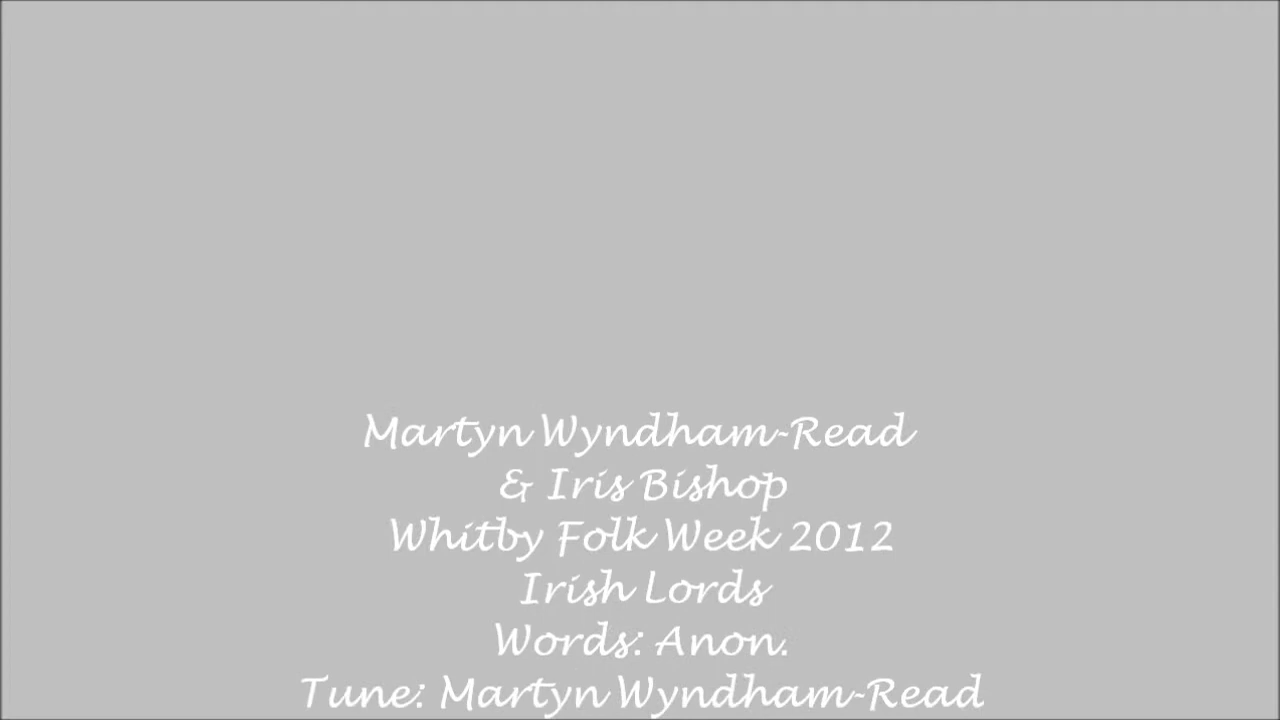 Martyn Wyndham-Read
& Iris Bishop
Whitby Folk Week 2012
Irish Lords
Words: Anon.
Tune: Martyn Wyndham-Read